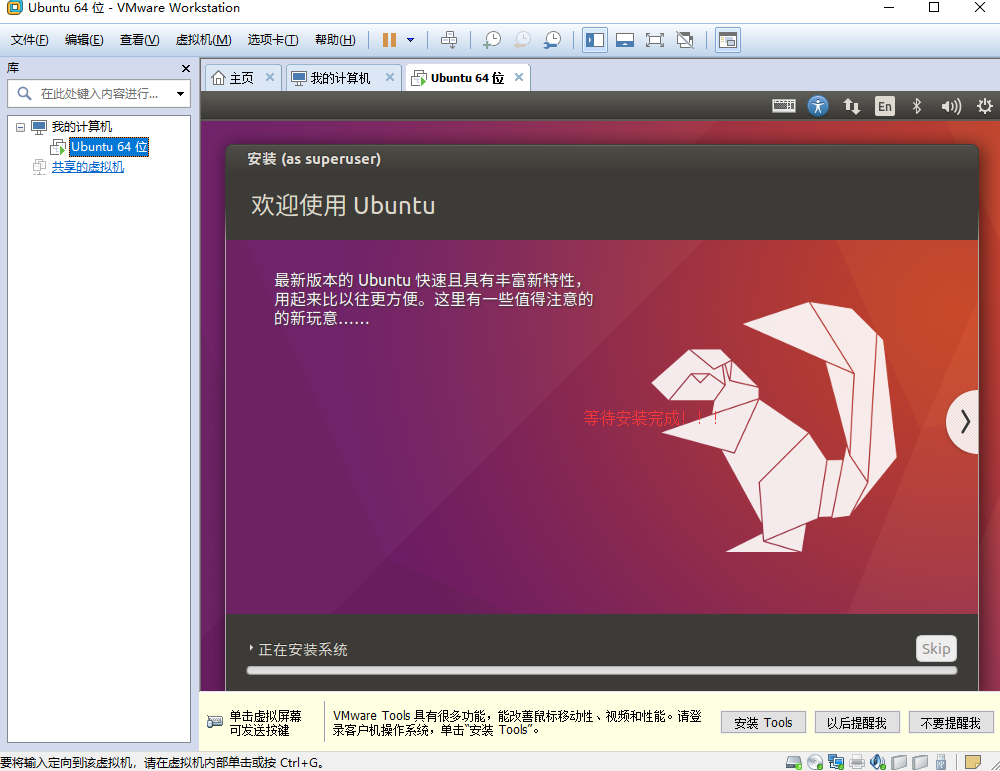 Ubuntu 64 位 - VMware Workstation
文件(F) 编辑(E) 查看(V) 虚拟机(M) 选项卡(T) 帮助(H)
库
主页 我的计算机 Ubuntu 64 位
在此处键入内容进行...
En
我的计算机
Ubuntu 64 位
共享的虚拟机
安装 (as superuser)
欢迎使用 Ubuntu
最新版本的 Ubuntu 快速且具有丰富新特性，
用起来比以往更方便。这里有一些值得注意的
的新玩意……
等待安装完成！！！
正在安装系统
Skip
单击虚拟屏幕
可发送按键
VMware Tools 具有很多功能，能改善鼠标移动性、视频和性能。请登
录客户机操作系统，单击“安装 Tools”。
安装 Tools 以后提醒我 不要提醒我
要将输入定向到该虚拟机，请在虚拟机内部单击或按 Ctrl+G。